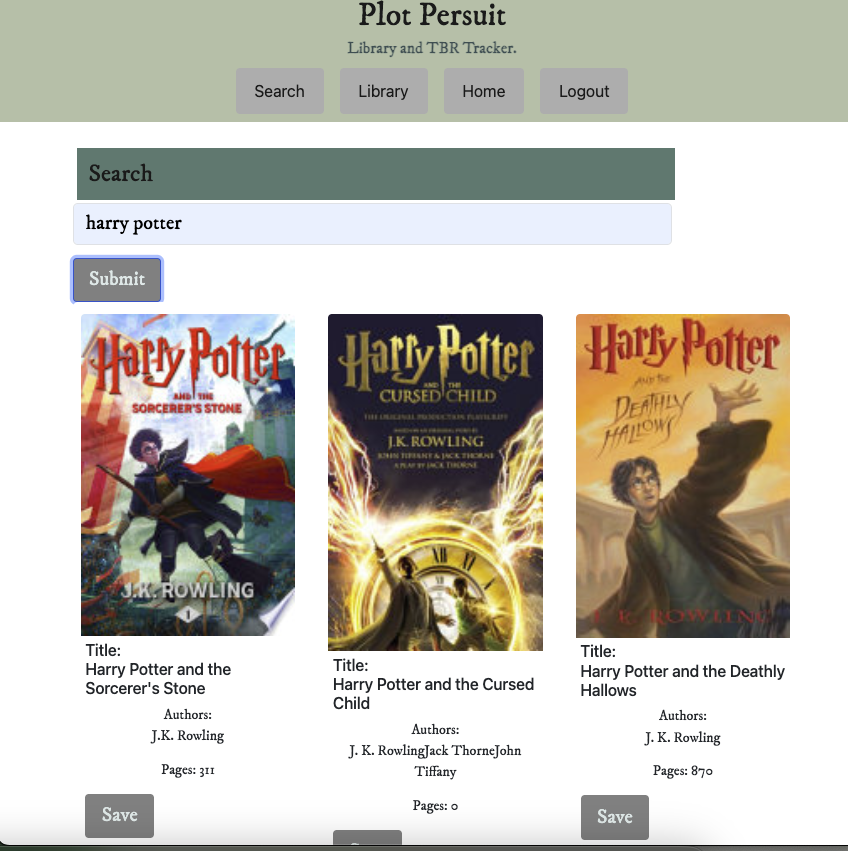 Plot Persuit
Library and TBR Tracker.
Search Library Home Logout
Search
harry potter
Submit
Harry Potter
AND THE
SORCERER'S STONE
J.K. ROWLING
1
Title:
Harry Potter and the
Sorcerer's Stone
Authors:
J.K. Rowling
Pages: 311
Save
Harry Potter
AND THE
CURSED CHILD
THE ORIGINAL PRODUCTION PLAYSCRIPT
BASED ON AN ORIGINAL STORY BY
J.K. ROWLING
JOHN TIFFANY & JACK THORNE
A PLAY BY JACK THORNE
XII
Title:
Harry Potter and the Cursed
Child
Authors:
J. K. RowlingJack ThorneJohn
Tiffany
Pages: 0
Harry Potter
AND THE
DEATHLY
HALLOWS
J. K. ROWLING
Title:
Harry Potter and the Deathly
Hallows
Authors:
J. K. Rowling
Pages: 870
Save